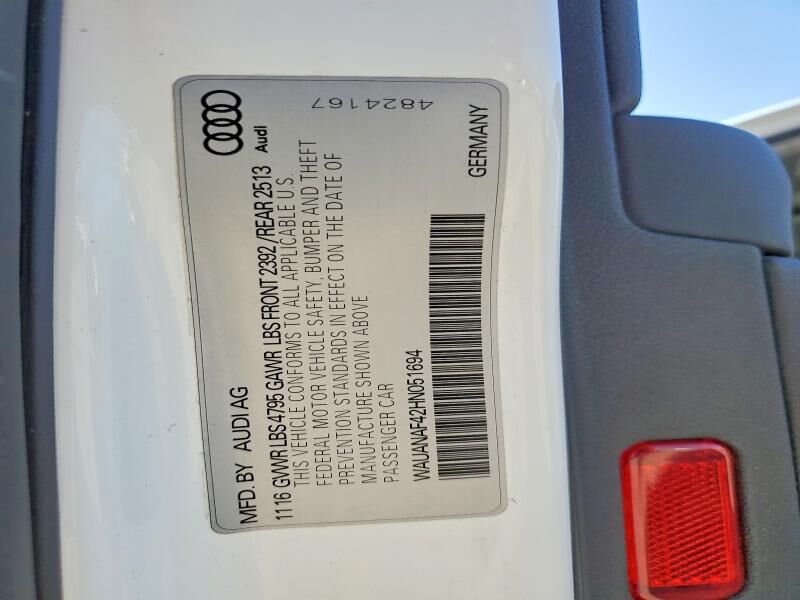 4824167
Audi
MFD. BY AUDI AG
11 16 GVWR LBS 4795 GAWR LBS FRONT 2392/REAR 2513
THIS VEHICLE CONFORMS TO ALL APPLICABLE U.S.
FEDERAL MOTOR VEHICLE SAFETY, BUMPER AND THEFT
PREVENTION STANDARDS IN EFFECT ON THE DATE OF
MANUFACTURE SHOWN ABOVE
PASSENGER CAR
WAUANAF42HN051694
GERMANY